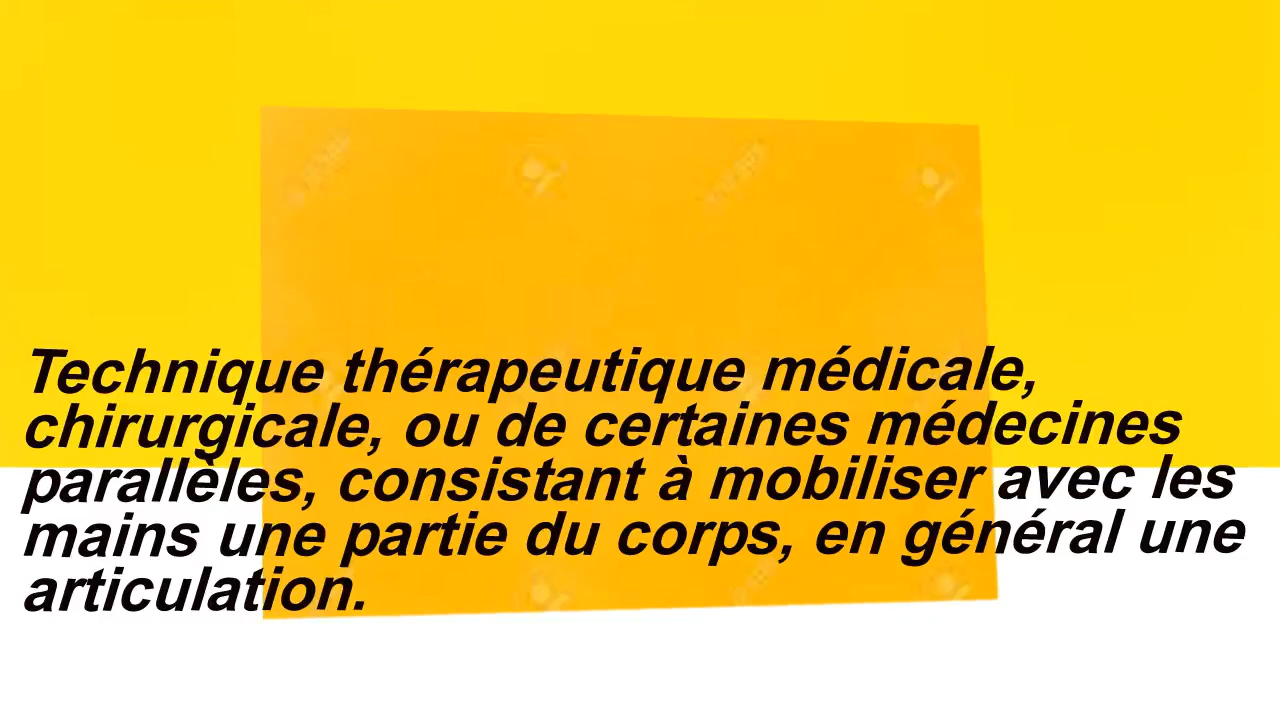 Technique thérapeutique médicale,
chirurgicale, ou de certaines médecines
parallèles, consistant à mobiliser avec les
mains une partie du corps, en général une
articulation.